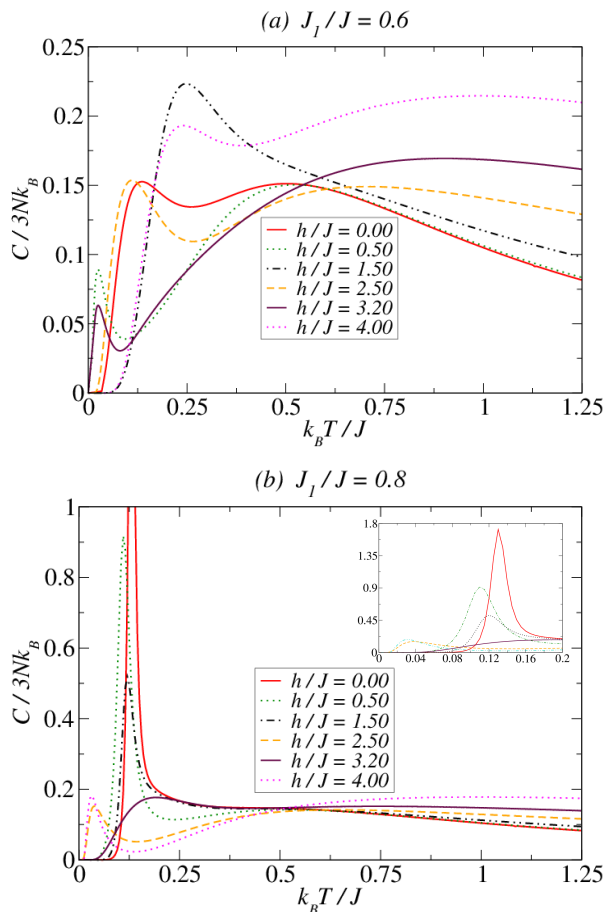 (a) J₁/J = 0.6
0.25
0.2
0.15
0.1
0.05
0
C / 3Nk_B
h/J = 0.00
h/J = 0.50
h/J = 1.50
h/J = 2.50
h/J = 3.20
h/J = 4.00
0 0.25 0.5 0.75 1 1.25
k_BT/J
(b) J₁/J = 0.8
1
0.8
0.6
0.4
0.2
0
C / 3Nk_B
1.8
1.35
0.9
0.45
0
0 0.04 0.08 0.12 0.16 0.2
h/J = 0.00
h/J = 0.50
h/J = 1.50
h/J = 2.50
h/J = 3.20
h/J = 4.00
0 0.25 0.5 0.75 1 1.25
k_BT/J